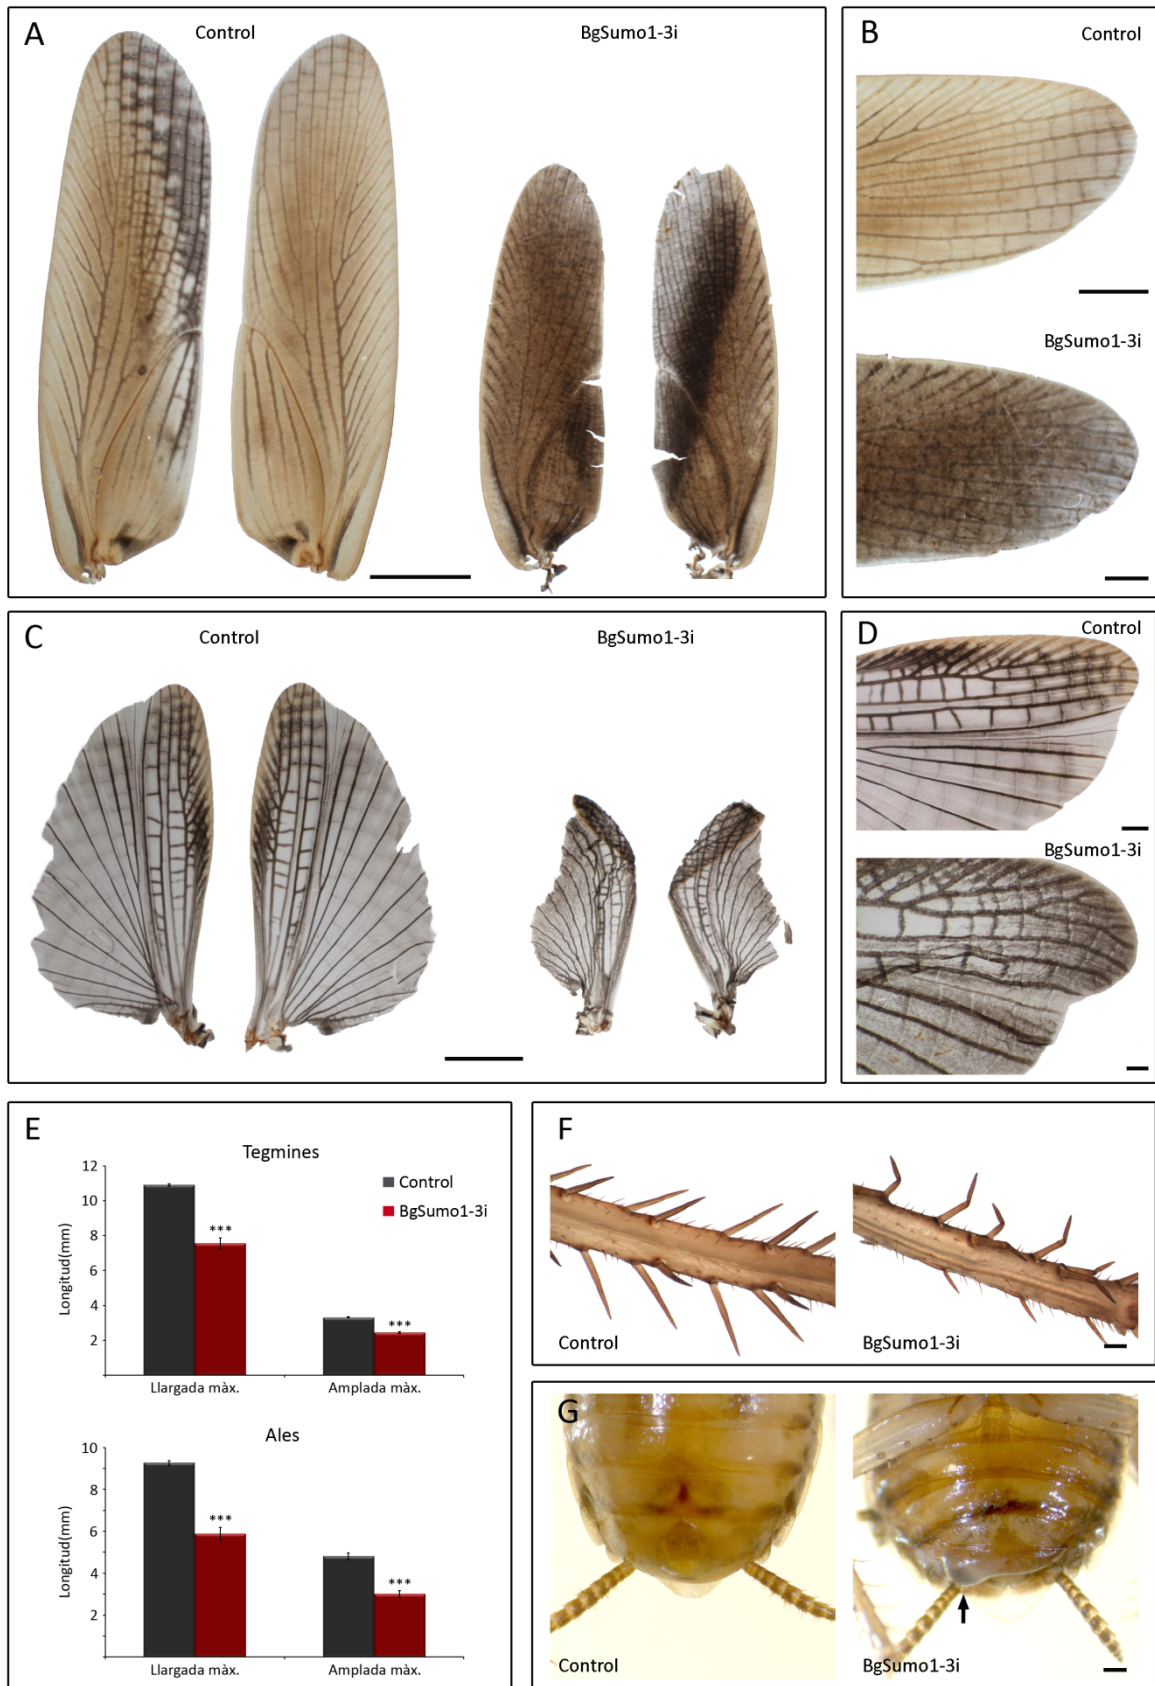 A
Control
BgSumo1-3i
B
Control
BgSumo1-3i
C
Control
BgSumo1-3i
D
Control
BgSumo1-3i
E
Tegmines
12
10
8
6
4
2
Longitud(mm)
Control
BgSumo1-3i
***
***
Llargada màx.
Amplada màx.
Ales
10
8
6
4
2
Longitud(mm)
***
***
Llargada màx.
Amplada màx.
F
Control
BgSumo1-3i
G
Control
BgSumo1-3i